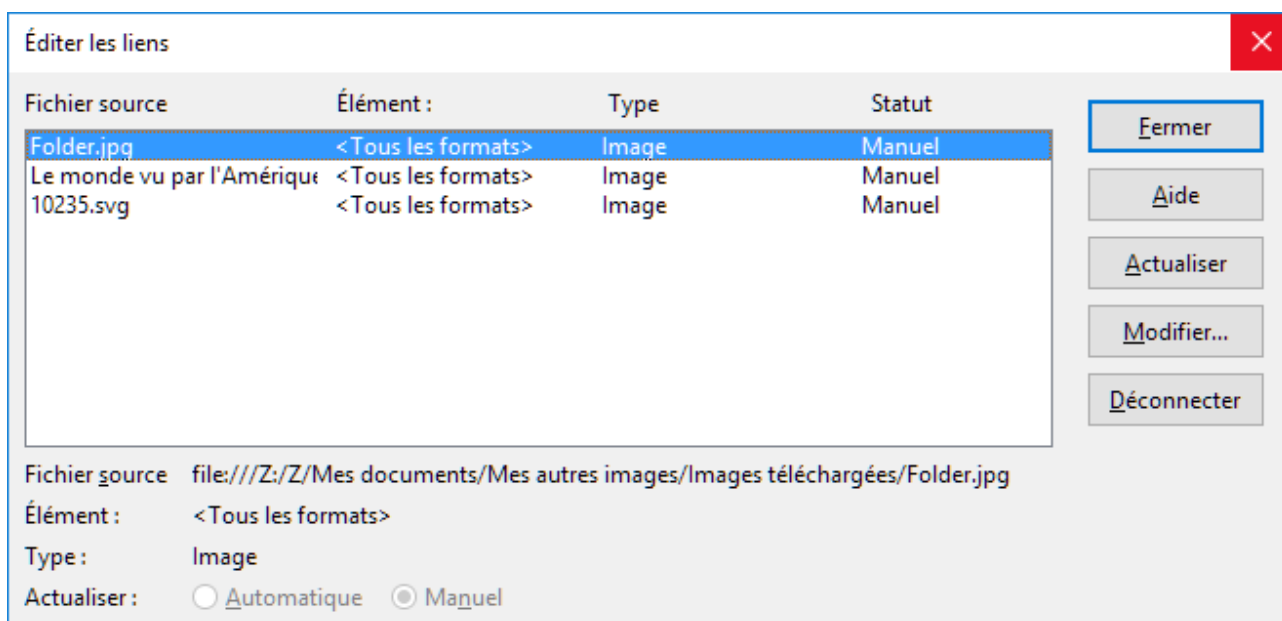 Éditer les liens
Fichier source Élément : Type Statut
Folder.jpg <Tous les formats> Image Manuel
Le monde vu par l'Amérique <Tous les formats> Image Manuel
10235.svg <Tous les formats> Image Manuel
Fermer
Aide
Actualiser
Modifier...
Déconnecter
Fichier source file:///Z:/Z/Mes documents/Mes autres images/Images téléchargées/Folder.jpg
Élément : <Tous les formats>
Type : Image
Actualiser : Automatique Manuel